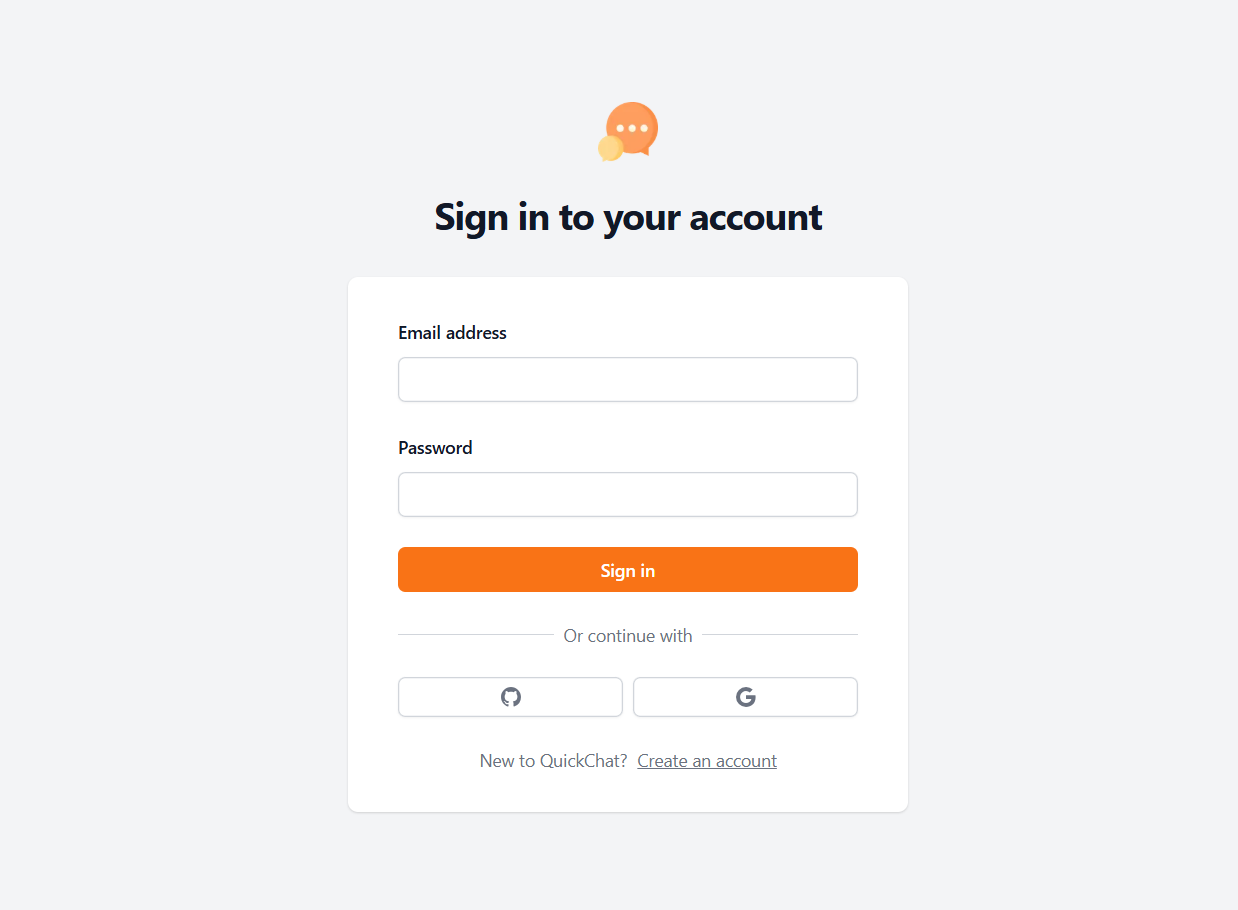 Sign in to your account
Email address
Password
Sign in
Or continue with
New to QuickChat? Create an account